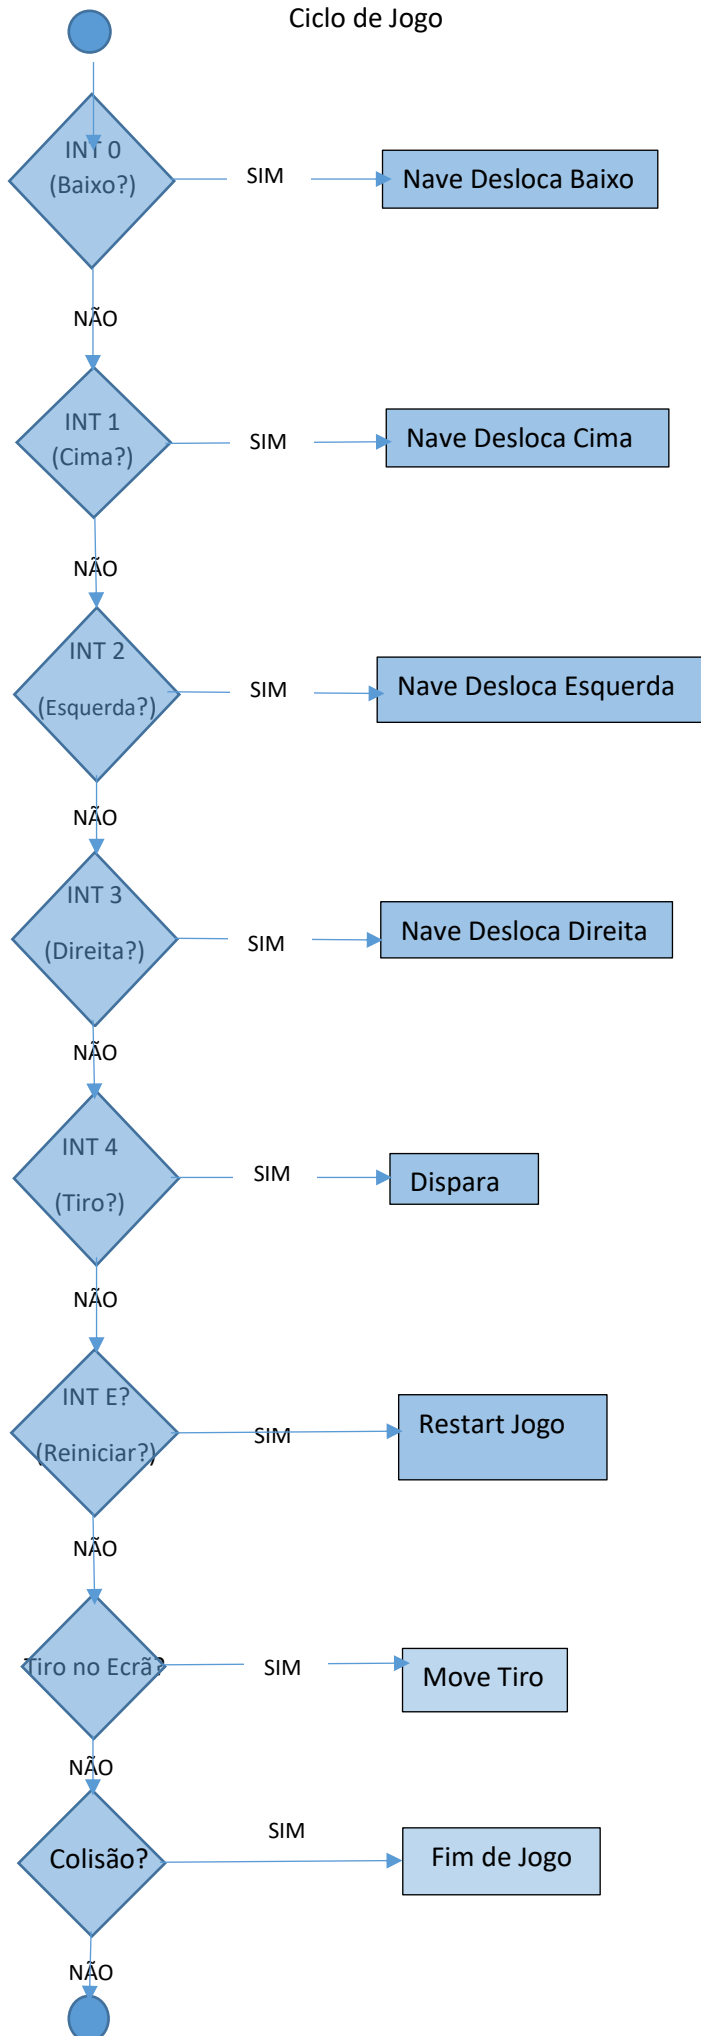 Ciclo de Jogo
INT 0
(Baixo?)
SIM
Nave Desloca Baixo
NÃO
INT 1
(Cima?)
SIM
Nave Desloca Cima
NÃO
INT 2
(Esquerda?)
SIM
Nave Desloca Esquerda
NÃO
INT 3
(Direita?)
SIM
Nave Desloca Direita
NÃO
INT 4
(Tiro?)
SIM
Dispara
NÃO
INT E?
(Reiniciar?)
SIM
Restart Jogo
NÃO
Tiro no Ecrã?
SIM
Move Tiro
NÃO
Colisão?
SIM
Fim de Jogo
NÃO